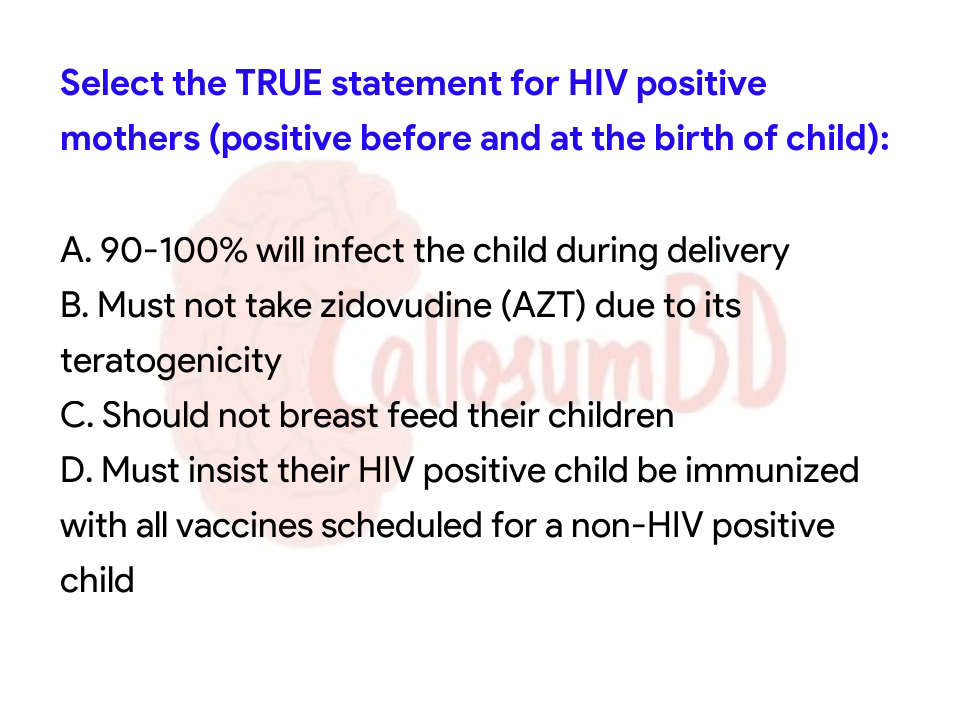 Select the TRUE statement for HIV positive
mothers (positive before and at the birth of child):
A. 90-100% will infect the child during delivery
B. Must not take zidovudine (AZT) due to its
teratogenicity
C. Should not breast feed their children
D. Must insist their HIV positive child be immunized
with all vaccines scheduled for a non-HIV positive
child
CallosumBD